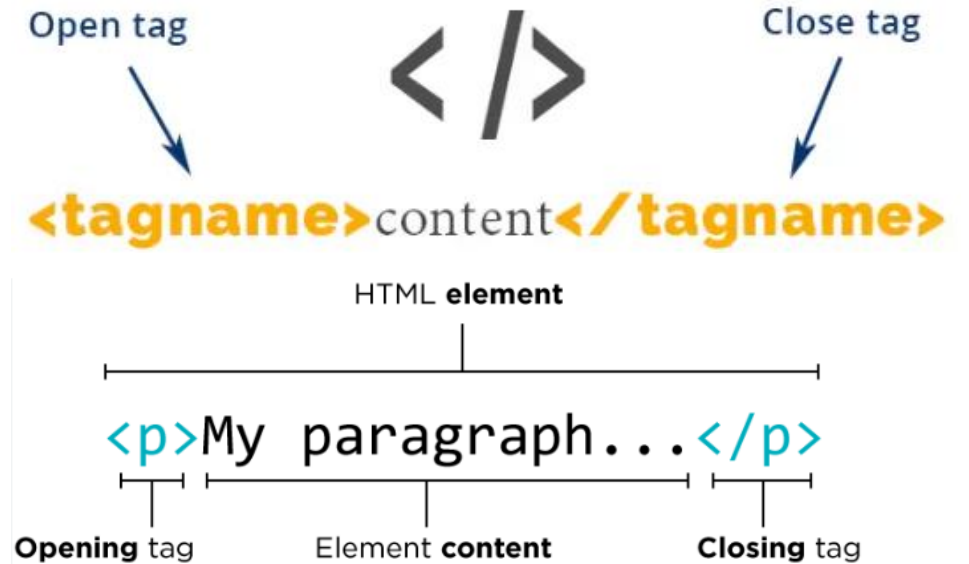 Open tag
Close tag
</>
<tagname>content</tagname>
HTML element
<p>My paragraph...</p>
Opening tag
Element content
Closing tag